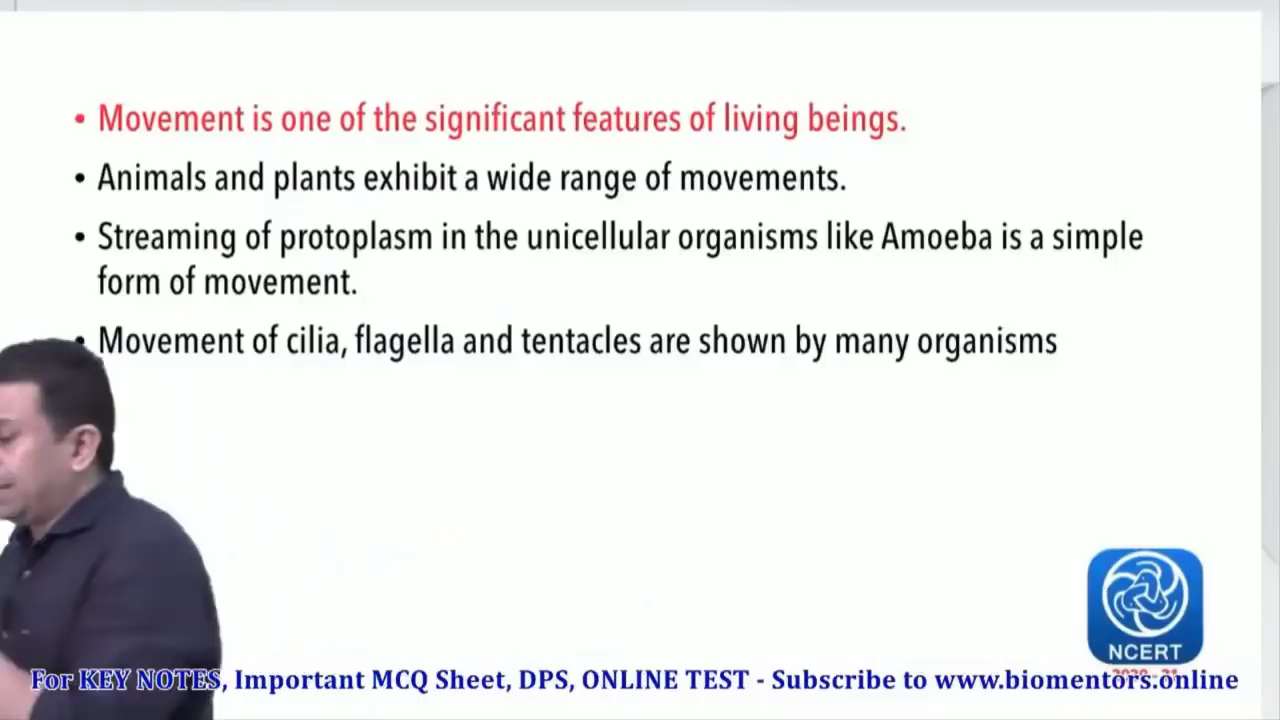 • Movement is one of the significant features of living beings.
• Animals and plants exhibit a wide range of movements.
• Streaming of protoplasm in the unicellular organisms like Amoeba is a simple
form of movement.
• Movement of cilia, flagella and tentacles are shown by many organisms
NCERT
2020-21
For KEY NOTES, Important MCQ Sheet, DPS, ONLINE TEST - Subscribe to www.biomentors.online